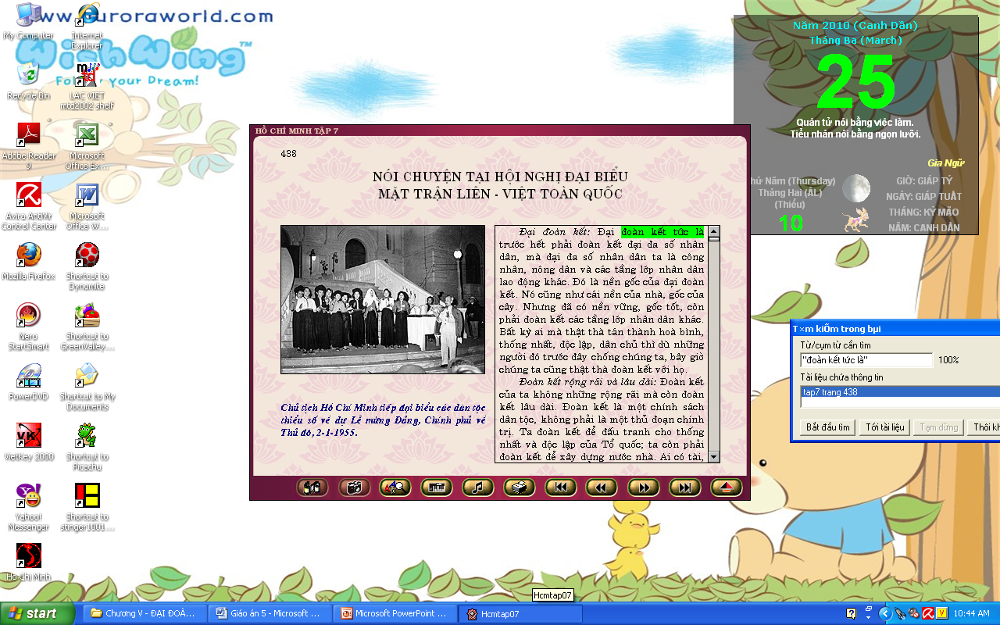 www.auroraworld.com
WishWing™
Follow your Dream!
My Computer
Internet
Explorer
Recycle Bin
LAC VIET
mtd2002 shelf
Adobe Reader
9
Microsoft
Office Ex...
Avira AntiVir
Control Center
Microsoft
Office W...
Mozilla Firefox
Shortcut to
Dynomite
Nero
StartSmart
Shortcut to
GreenValley...
PowerDVD
Shortcut to My
Documents
Vietkey 2000
Shortcut to
Picachu
Yahoo!
Messenger
Shortcut to
stinger1001...
Ho Chi Minh
Năm 2010 (Canh Dần)
Tháng Ba (March)
25
Quân tử nói bằng việc làm.
Tiểu nhân nói bằng ngọn lưỡi.
Gia Ngữ
Thứ Năm (Thursday)
Tháng Hai (ÂL)
(Thiếu)
10
GIỜ: GIÁP TÝ
NGÀY: GIÁP TUẤT
THÁNG: KỶ MÃO
NĂM: CANH DẦN
HỒ CHÍ MINH TẬP 7
438
NÓI CHUYỆN TẠI HỘI NGHỊ ĐẠI BIỂU
MẶT TRẬN LIÊN - VIỆT TOÀN QUỐC
Chủ tịch Hồ Chí Minh tiếp đại biểu các dân tộc
thiểu số về dự Lễ mừng Đảng, Chính phủ về
Thủ đô, 2-1-1955.
Đại đoàn kết: Đại đoàn kết tức là
trước hết phải đoàn kết đại đa số nhân
dân, mà đại đa số nhân dân ta là công
nhân, nông dân và các tầng lớp nhân dân
lao động khác. Đó là nền gốc của đại đoàn
kết. Nó cũng như cái nền của nhà, gốc của
cây. Nhưng đã có nền vững, gốc tốt, còn
phải đoàn kết các tầng lớp nhân dân khác.
Bất kỳ ai mà thật thà tán thành hoà bình,
thống nhất, độc lập, dân chủ thì dù những
người đó trước đây chống chúng ta, bây giờ
chúng ta cũng thật thà đoàn kết với họ.
Đoàn kết rộng rãi và lâu dài: Đoàn kết
của ta không những rộng rãi mà còn đoàn
kết lâu dài. Đoàn kết là một chính sách
dân tộc, không phải là một thủ đoạn chính
trị. Ta đoàn kết để đấu tranh cho thống
nhất và độc lập của Tổ quốc; ta còn phải
đoàn kết để xây dựng nước nhà. Ai có tài,
T×m kiÕm trong bụi
Từ/cụm từ cần tìm
"đoàn kết tức là"
100%
Tài liệu chứa thông tin
tap7 trang 438
Bắt đầu tìm
Tới tài liệu
Tạm dừng
Thôi kh
Hcmtap07
start
Chương V - ĐẠI ĐOÀ...
Giáo án 5 - Microsoft ...
Microsoft PowerPoint ...
Hcmtap07
10:44 AM